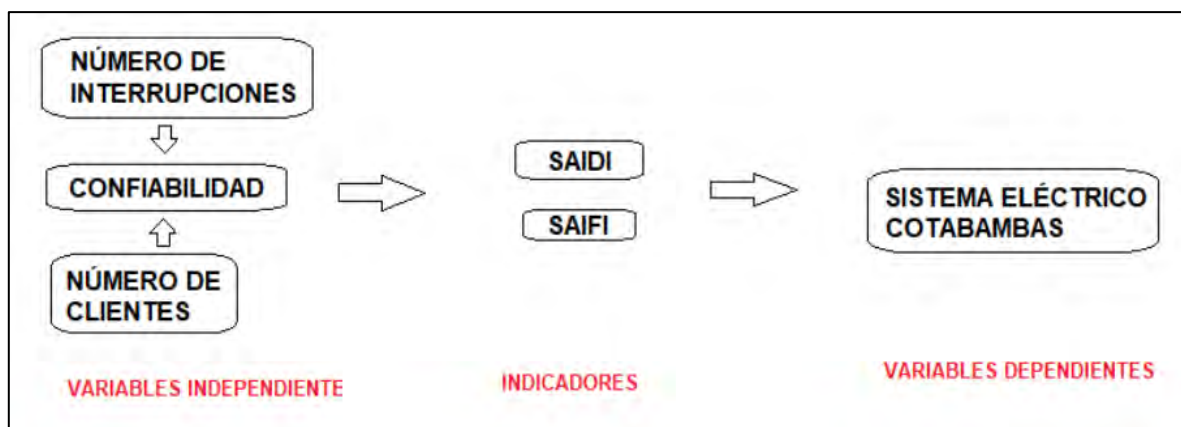 NÚMERO DE
INTERRUPCIONES
CONFIABILIDAD
NÚMERO DE
CLIENTES
SAIDI
SAIFI
SISTEMA ELÉCTRICO
COTABAMBAS
VARIABLES INDEPENDIENTE
INDICADORES
VARIABLES DEPENDIENTES